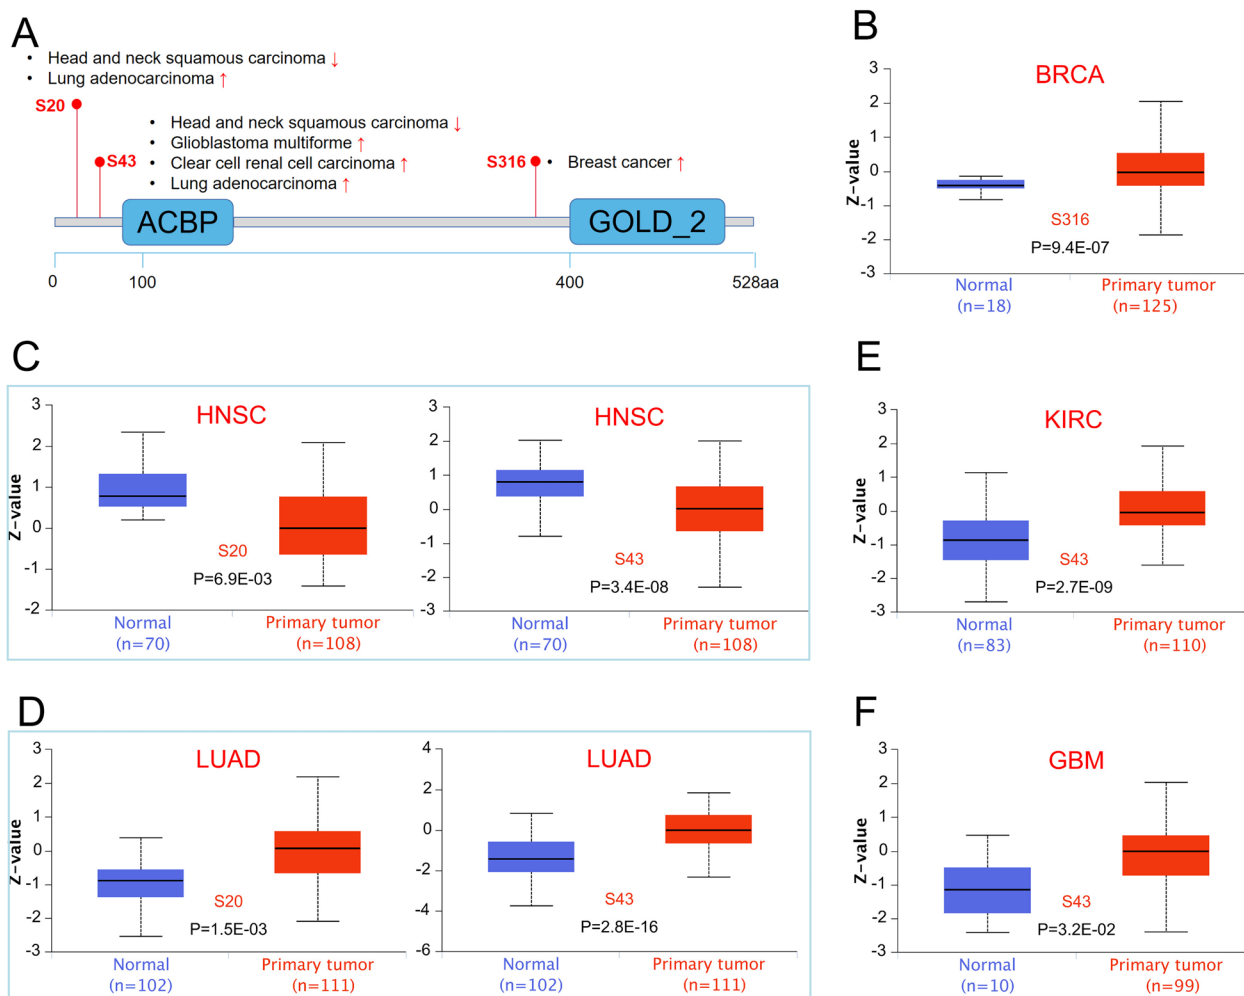 A
• Head and neck squamous carcinoma ↓
• Lung adenocarcinoma ↑
S20
• Head and neck squamous carcinoma ↓
• Glioblastoma multiforme ↑
• Clear cell renal cell carcinoma ↑
• Lung adenocarcinoma ↑
S43
S316
• Breast cancer ↑
ACBP
GOLD_2
0 100 400 528aa
B
BRCA
Z-value
3
2
1
0
-1
-2
-3
S316
P=9.4E-07
Normal
(n=18)
Primary tumor
(n=125)
C
HNSC
Z-value
3
2
1
0
-1
-2
S20
P=6.9E-03
Normal
(n=70)
Primary tumor
(n=108)
HNSC
3
2
1
0
-1
-2
-3
S43
P=3.4E-08
Normal
(n=70)
Primary tumor
(n=108)
E
KIRC
Z-value
3
2
1
0
-1
-2
-3
S43
P=2.7E-09
Normal
(n=83)
Primary tumor
(n=110)
D
LUAD
Z-value
3
2
1
0
-1
-2
-3
S20
P=1.5E-03
Normal
(n=102)
Primary tumor
(n=111)
LUAD
4
2
0
-2
-4
-6
S43
P=2.8E-16
Normal
(n=102)
Primary tumor
(n=111)
F
GBM
Z-value
3
2
1
0
-1
-2
-3
S43
P=3.2E-02
Normal
(n=10)
Primary tumor
(n=99)